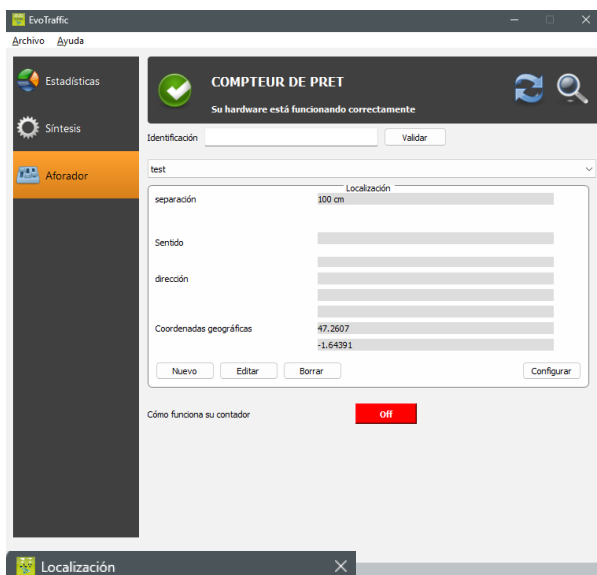 EvoTraffic
Archivo Ayuda
Estadísticas
Síntesis
Aforador
COMPTEUR DE PRET
Su hardware está funcionando correctamente
Identificación Validar
test
Localización
separación 100 cm
Sentido
dirección
Coordenadas geográficas 47.2607
-1.64391
Nuevo Editar Borrar Configurar
Cómo funciona su contador Off
Localización